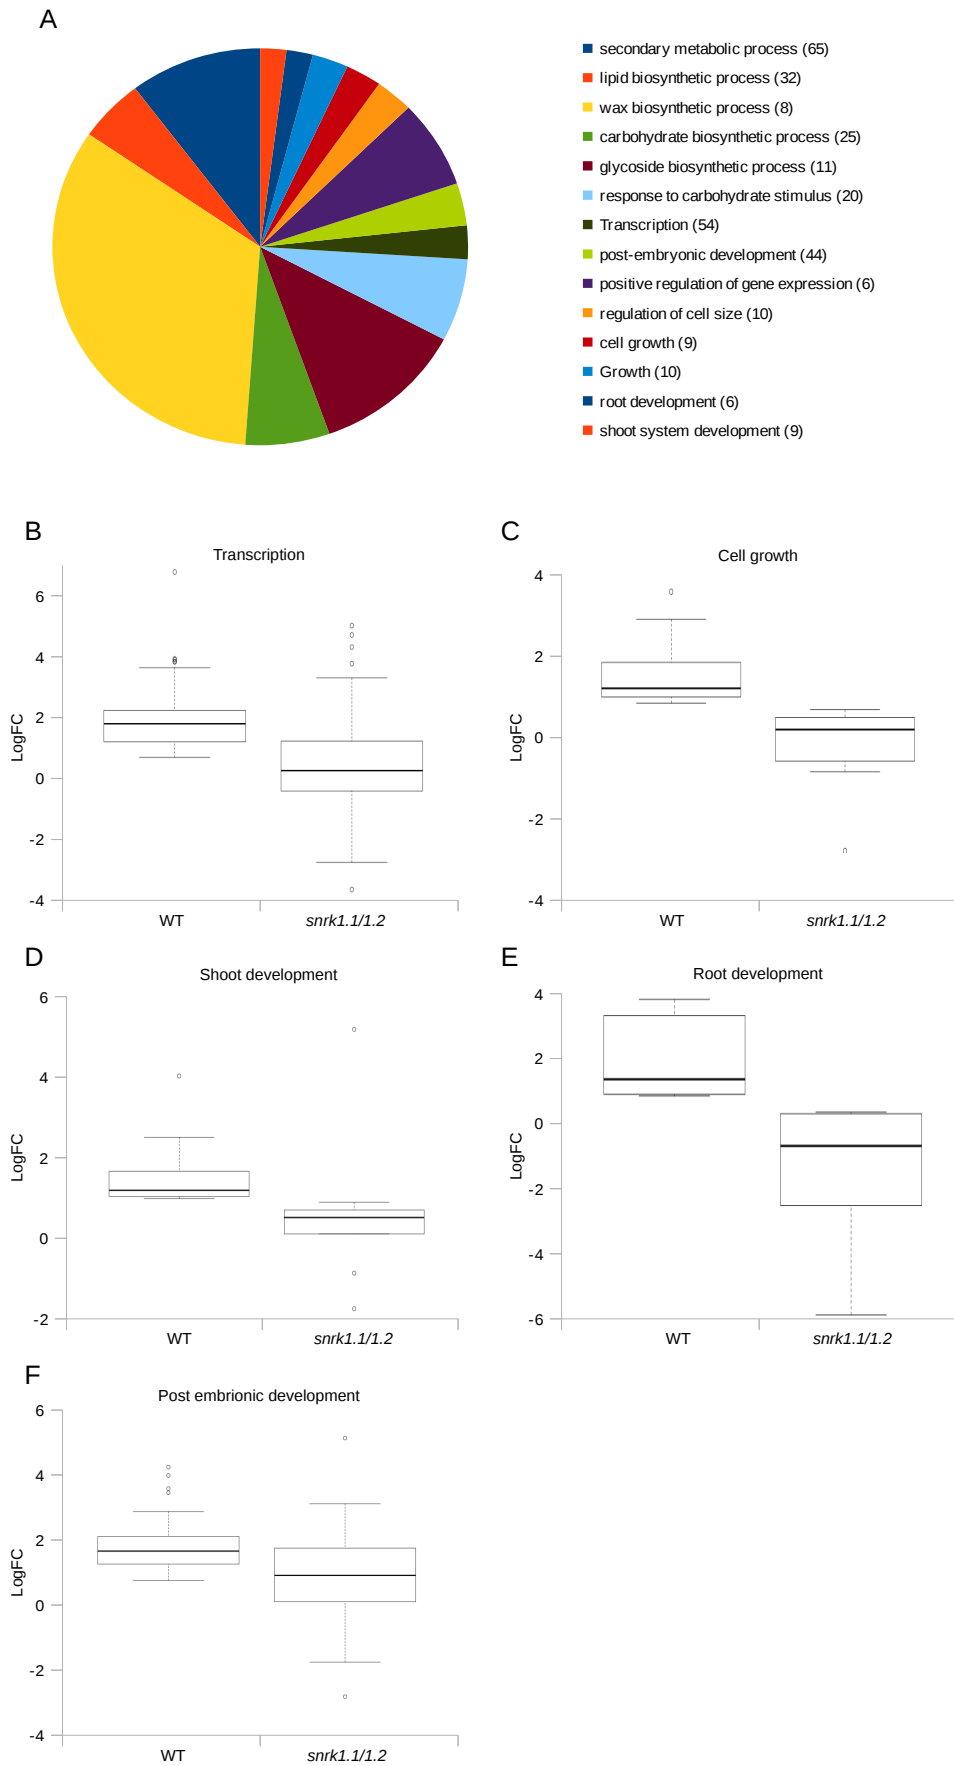 A
secondary metabolic process (65)
lipid biosynthetic process (32)
wax biosynthetic process (8)
carbohydrate biosynthetic process (25)
glycoside biosynthetic process (11)
response to carbohydrate stimulus (20)
Transcription (54)
post-embryonic development (44)
positive regulation of gene expression (6)
regulation of cell size (10)
cell growth (9)
Growth (10)
root development (6)
shoot system development (9)
B
Transcription
6
4
2
0
-2
-4
LogFC
WT
snrk1.1/1.2
C
Cell growth
4
2
0
-2
-4
LogFC
WT
snrk1.1/1.2
D
Shoot development
6
4
2
0
-2
LogFC
WT
snrk1.1/1.2
E
Root development
4
2
0
-2
-4
-6
LogFC
WT
snrk1.1/1.2
F
Post embrionic development
6
4
2
0
-2
-4
LogFC
WT
snrk1.1/1.2